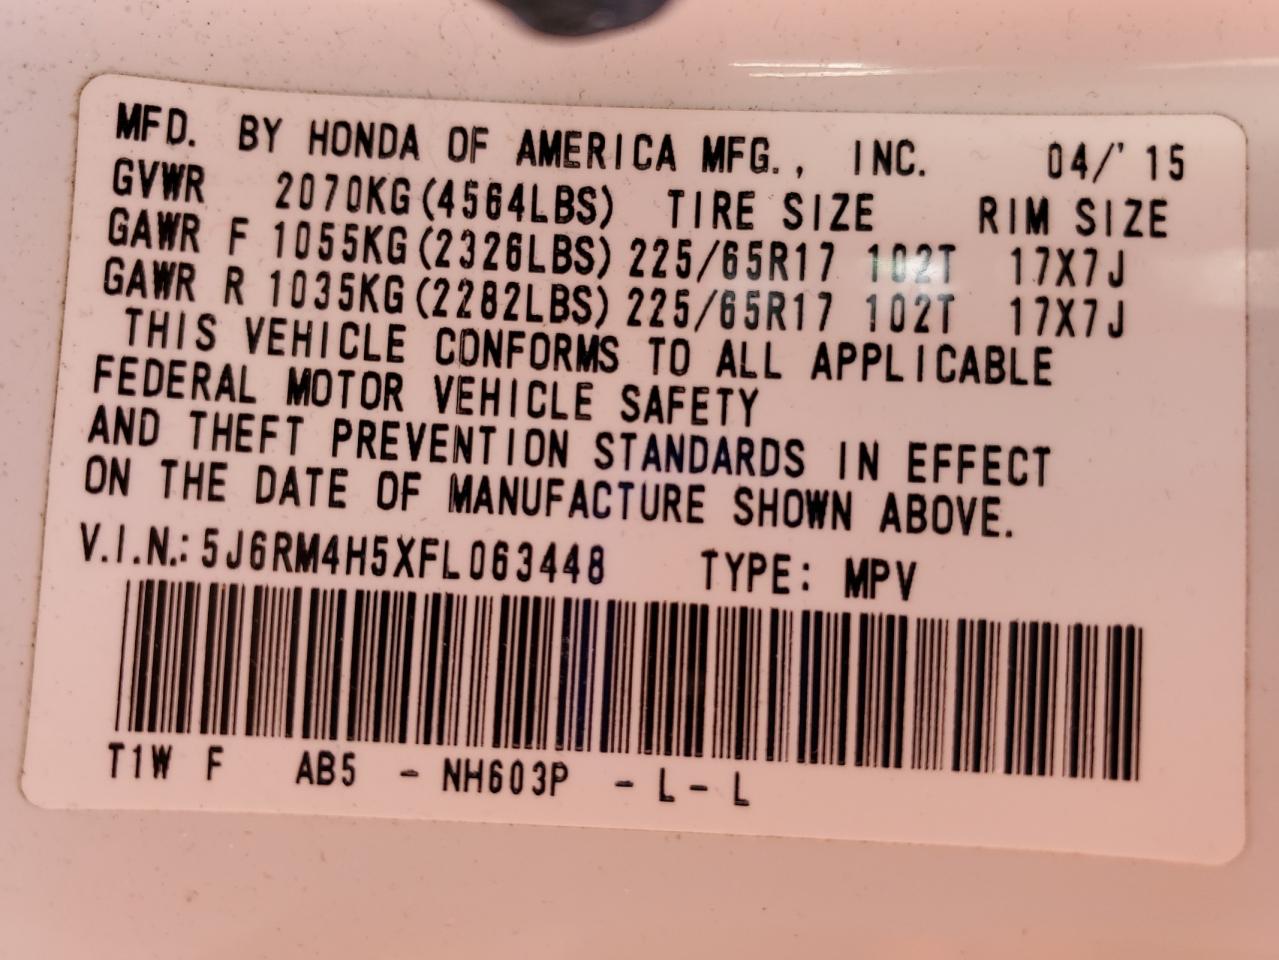 MFD. BY HONDA OF AMERICA MFG., INC. 04/'15
GVWR 2070KG(4564LBS) TIRE SIZE RIM SIZE
GAWR F 1055KG(2326LBS) 225/65R17 102T 17X7J
GAWR R 1035KG(2282LBS) 225/65R17 102T 17X7J
THIS VEHICLE CONFORMS TO ALL APPLICABLE
FEDERAL MOTOR VEHICLE SAFETY
AND THEFT PREVENTION STANDARDS IN EFFECT
ON THE DATE OF MANUFACTURE SHOWN ABOVE.
V.I.N.: 5J6RM4H5XFL063448 TYPE: MPV
T1W F AB5 - NH603P - L - L